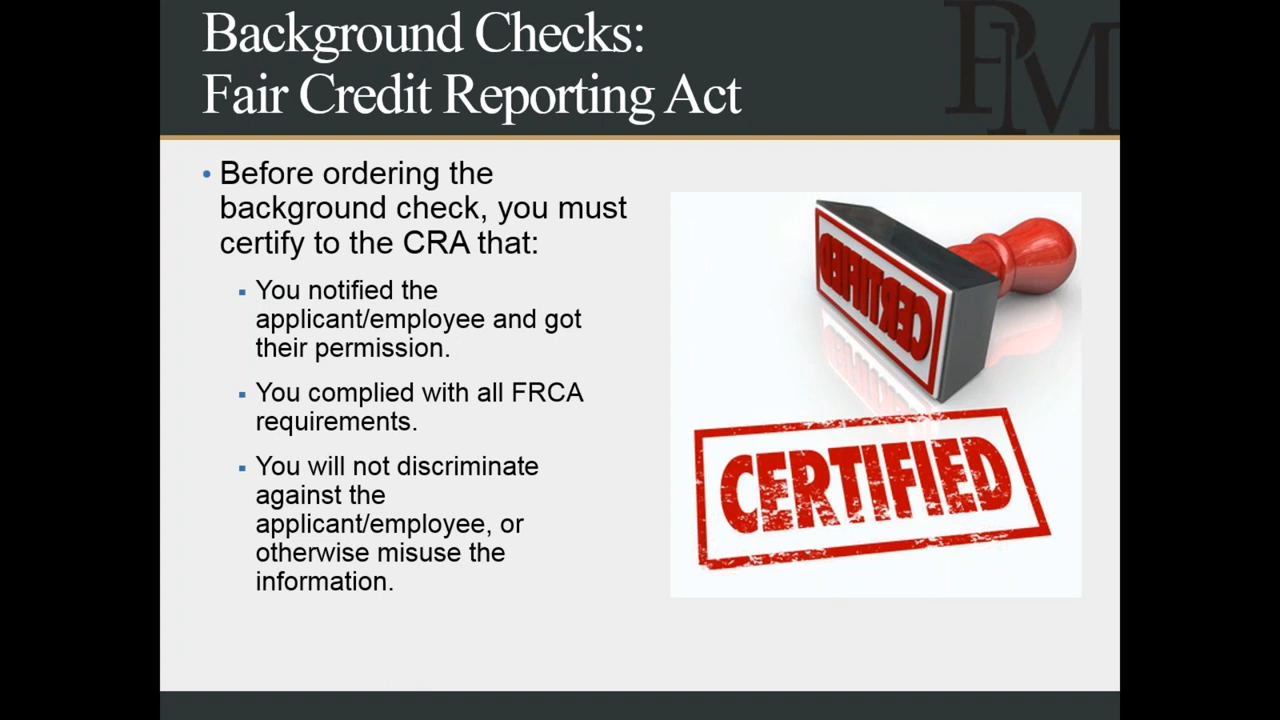 Background Checks:
Fair Credit Reporting Act
PM
• Before ordering the
background check, you must
certify to the CRA that:
▪ You notified the
applicant/employee and got
their permission.
▪ You complied with all FRCA
requirements.
▪ You will not discriminate
against the
applicant/employee, or
otherwise misuse the
information.
CERTIFIED
CERTIFIED